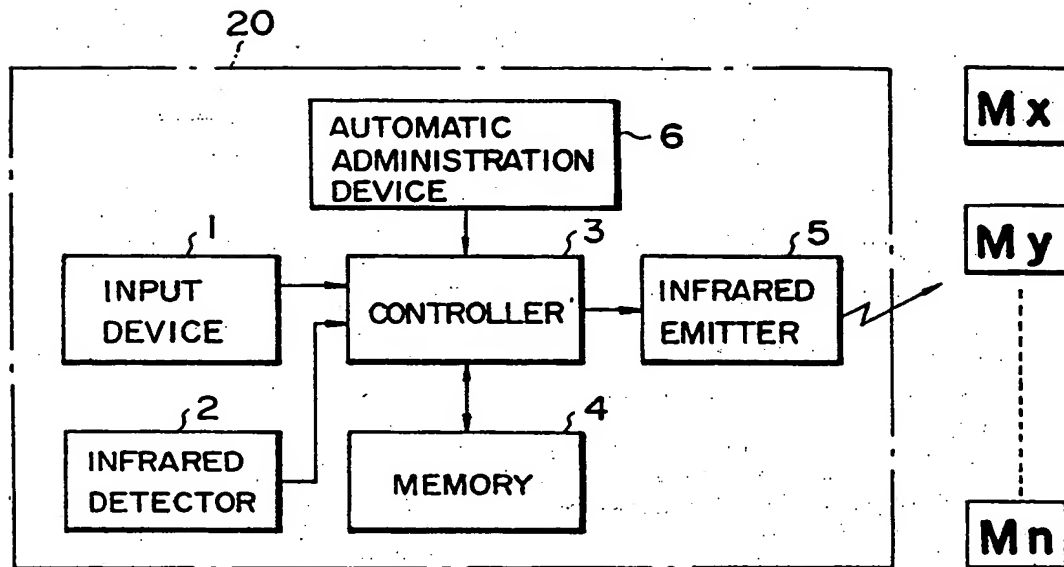 20
AUTOMATIC
ADMINISTRATION
DEVICE
6
1
3
5
INPUT
DEVICE
CONTROLLER
INFRARED
EMITTER
2
4
INFRARED
DETECTOR
MEMORY
Mx
My
Mn